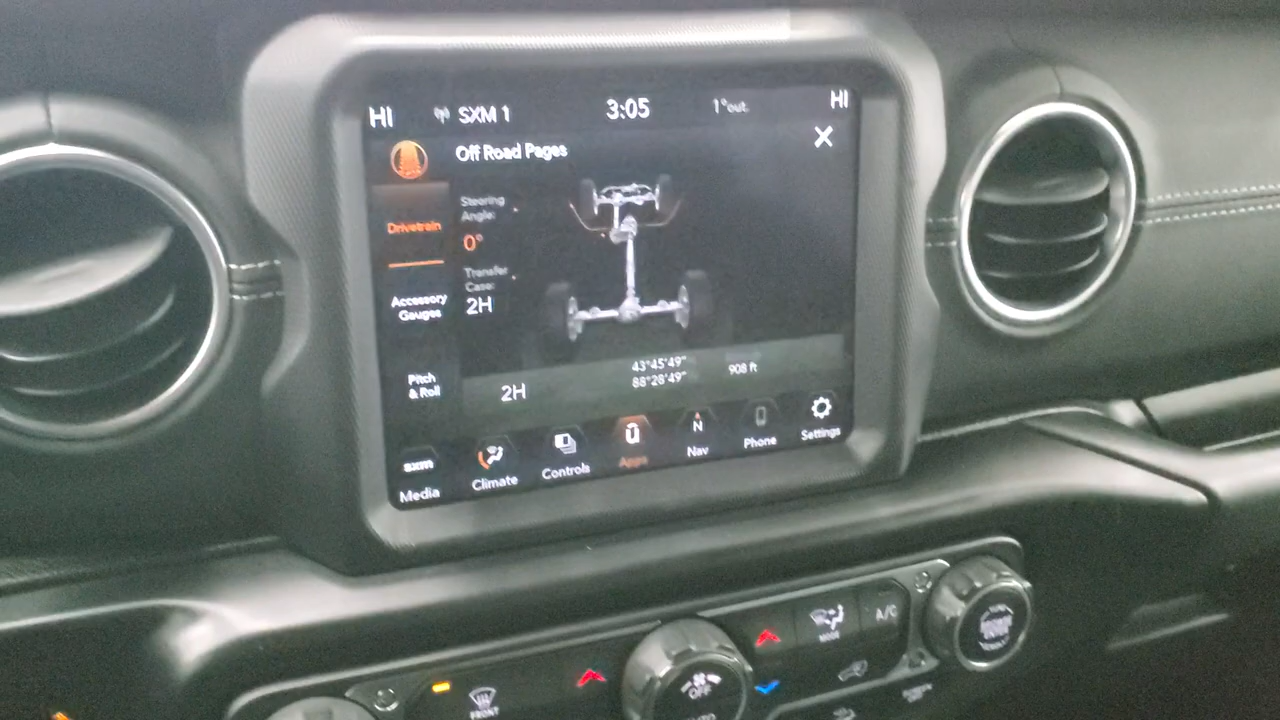 HI SXM 1 3:05 1°out. HI
Off Road Pages
Steering
Angle:
Drivetrain
0°
Transfer
Case:
Accessory
Gauges
2H
Pitch
& Roll
2H
43°45'49"
88°28'49"
908 ft
sxm
Media
Climate
Controls
Apps
N
Nav
Phone
Settings
MODE
A/C
OFF
FRONT